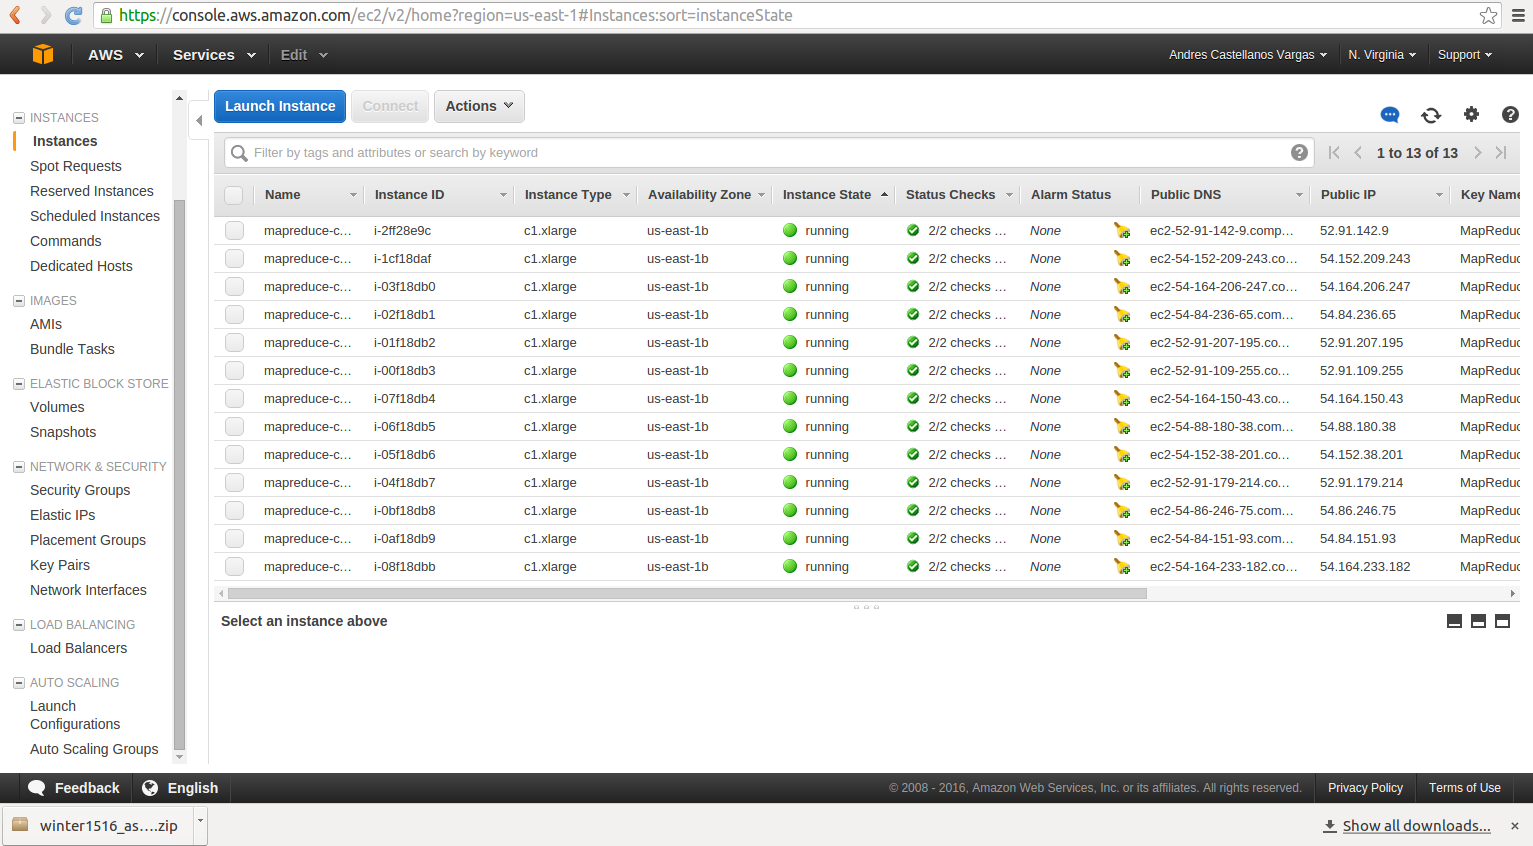 https://console.aws.amazon.com/ec2/v2/home?region=us-east-1#Instances:sort=instanceState
AWS Services Edit Andres Castellanos Vargas N. Virginia Support
INSTANCES
Instances
Spot Requests
Reserved Instances
Scheduled Instances
Commands
Dedicated Hosts
IMAGES
AMIs
Bundle Tasks
ELASTIC BLOCK STORE
Volumes
Snapshots
NETWORK & SECURITY
Security Groups
Elastic IPs
Placement Groups
Key Pairs
Network Interfaces
LOAD BALANCING
Load Balancers
AUTO SCALING
Launch
Configurations
Auto Scaling Groups
Launch Instance Connect Actions
Filter by tags and attributes or search by keyword 1 to 13 of 13
Name Instance ID Instance Type Availability Zone Instance State Status Checks Alarm Status Public DNS Public IP Key Name
mapreduce-c... i-2ff28e9c c1.xlarge us-east-1b running 2/2 checks ... None ec2-52-91-142-9.comp... 52.91.142.9 MapReduc
mapreduce-c... i-1cf18daf c1.xlarge us-east-1b running 2/2 checks ... None ec2-54-152-209-243.co... 54.152.209.243 MapReduc
mapreduce-c... i-03f18db0 c1.xlarge us-east-1b running 2/2 checks ... None ec2-54-164-206-247.co... 54.164.206.247 MapReduc
mapreduce-c... i-02f18db1 c1.xlarge us-east-1b running 2/2 checks ... None ec2-54-84-236-65.com... 54.84.236.65 MapReduc
mapreduce-c... i-01f18db2 c1.xlarge us-east-1b running 2/2 checks ... None ec2-52-91-207-195.co... 52.91.207.195 MapReduc
mapreduce-c... i-00f18db3 c1.xlarge us-east-1b running 2/2 checks ... None ec2-52-91-109-255.co... 52.91.109.255 MapReduc
mapreduce-c... i-07f18db4 c1.xlarge us-east-1b running 2/2 checks ... None ec2-54-164-150-43.co... 54.164.150.43 MapReduc
mapreduce-c... i-06f18db5 c1.xlarge us-east-1b running 2/2 checks ... None ec2-54-88-180-38.com... 54.88.180.38 MapReduc
mapreduce-c... i-05f18db6 c1.xlarge us-east-1b running 2/2 checks ... None ec2-54-152-38-201.co... 54.152.38.201 MapReduc
mapreduce-c... i-04f18db7 c1.xlarge us-east-1b running 2/2 checks ... None ec2-52-91-179-214.co... 52.91.179.214 MapReduc
mapreduce-c... i-0bf18db8 c1.xlarge us-east-1b running 2/2 checks ... None ec2-54-86-246-75.com... 54.86.246.75 MapReduc
mapreduce-c... i-0af18db9 c1.xlarge us-east-1b running 2/2 checks ... None ec2-54-84-151-93.com... 54.84.151.93 MapReduc
mapreduce-c... i-08f18dbb c1.xlarge us-east-1b running 2/2 checks ... None ec2-54-164-233-182.co... 54.164.233.182 MapReduc
Select an instance above
Feedback English © 2008 - 2016, Amazon Web Services, Inc. or its affiliates. All rights reserved. Privacy Policy Terms of Use
winter1516_as....zip Show all downloads...